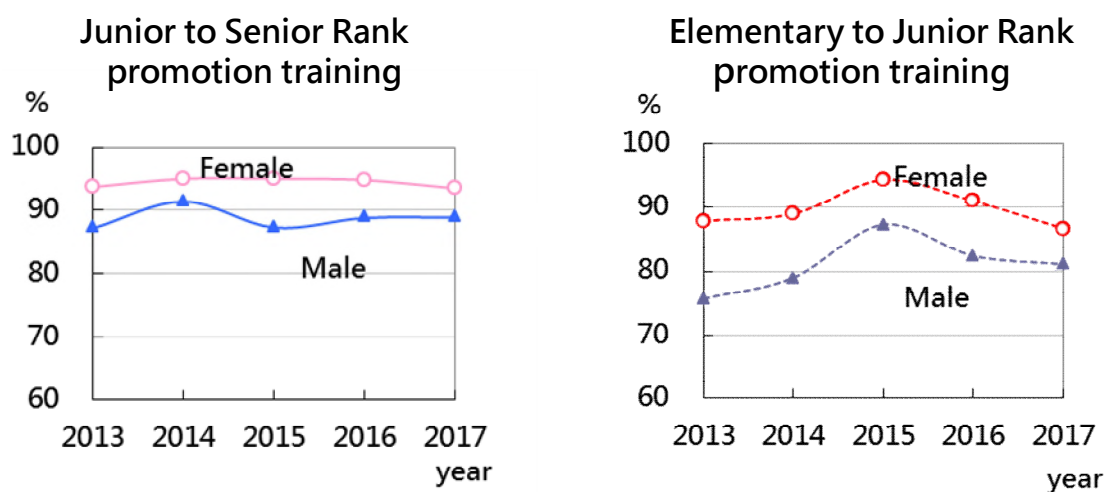 Junior to Senior Rank
promotion training
%
100
90
80
70
60
Female
Male
2013 2014 2015 2016 2017
year
Elementary to Junior Rank
promotion training
%
100
90
80
70
60
Female
Male
2013 2014 2015 2016 2017
year